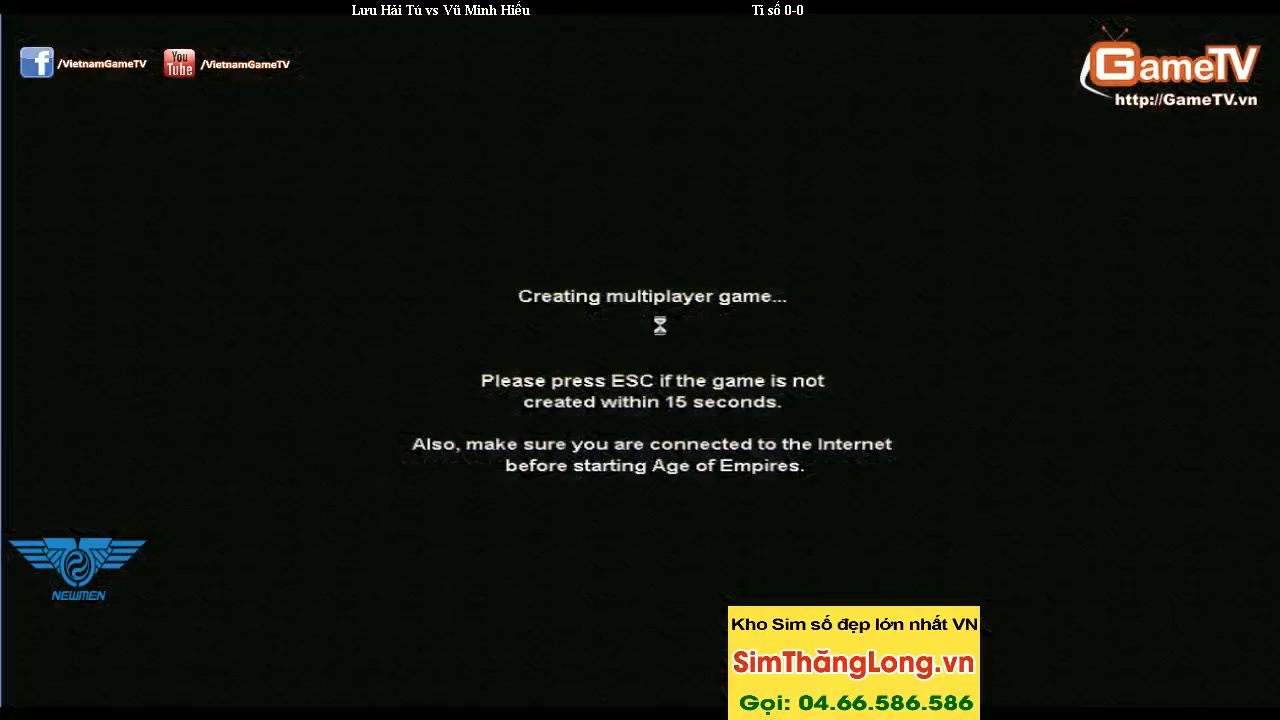 Lưu Hải Tú vs Vũ Minh Hiếu
Tỉ số 0-0
f /VietnamGameTV
You Tube /VietnamGameTV
GameTV
http://GameTV.vn
Creating multiplayer game...
Please press ESC if the game is not
created within 15 seconds.
Also, make sure you are connected to the Internet
before starting Age of Empires.
NEWMEN
Kho Sim số đẹp lớn nhất VN
SimThăngLong.vn
Gọi: 04.66.586.586